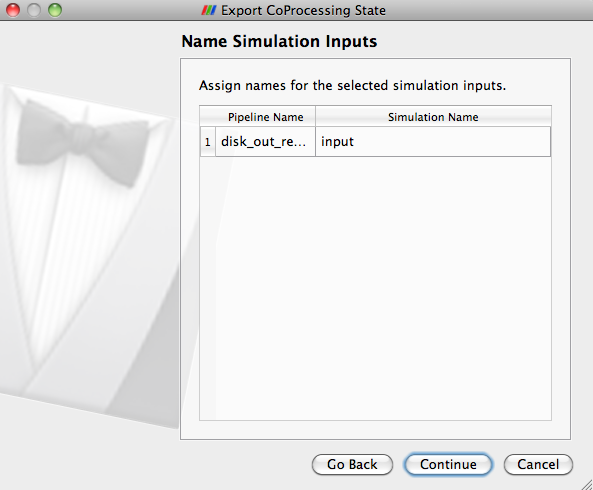 Export CoProcessing State
Name Simulation Inputs
Assign names for the selected simulation inputs.
Pipeline Name Simulation Name
1 disk_out_re... input
Go Back Continue Cancel